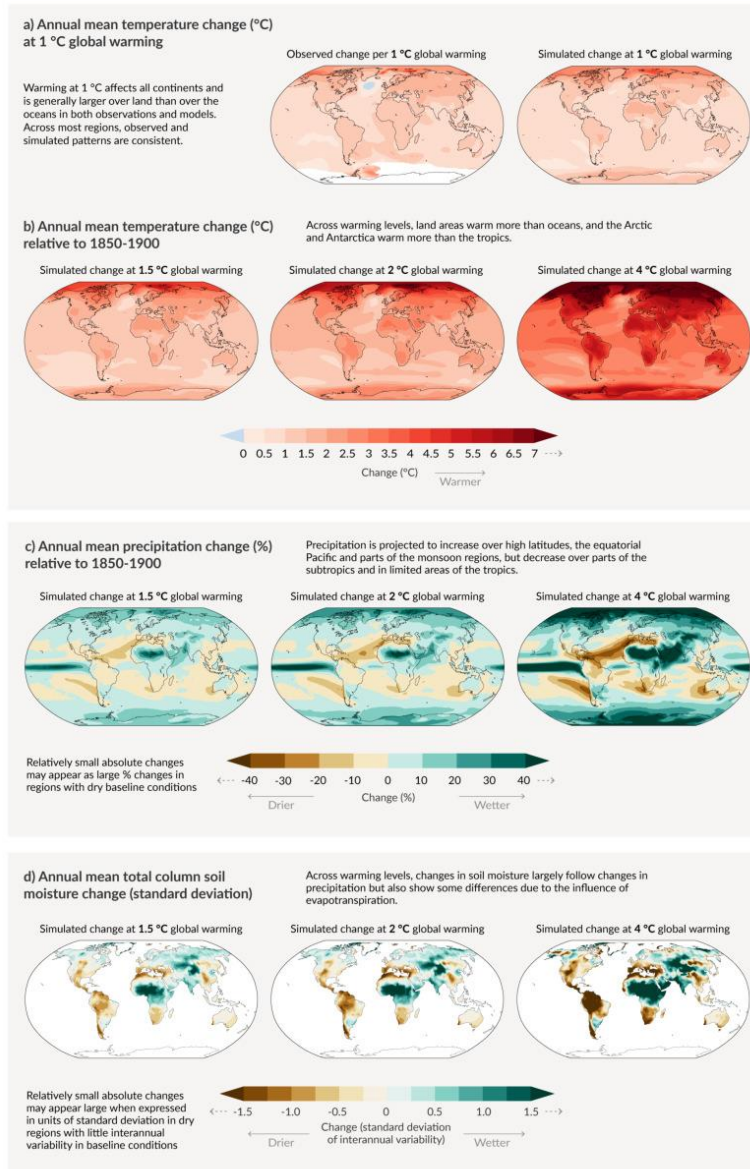 a) Annual mean temperature change (°C)
at 1 °C global warming
Warming at 1 °C affects all continents and
is generally larger over land than over the
oceans in both observations and models.
Across most regions, observed and
simulated patterns are consistent.
Observed change per 1 °C global warming
Simulated change at 1 °C global warming
b) Annual mean temperature change (°C)
relative to 1850-1900
Across warming levels, land areas warm more than oceans, and the Arctic
and Antarctica warm more than the tropics.
Simulated change at 1.5 °C global warming
Simulated change at 2 °C global warming
Simulated change at 4 °C global warming
0 0.5 1 1.5 2 2.5 3 3.5 4 4.5 5 5.5 6 6.5 7
Change (°C)
Warmer
c) Annual mean precipitation change (%)
relative to 1850-1900
Precipitation is projected to increase over high latitudes, the equatorial
Pacific and parts of the monsoon regions, but decrease over parts of the
subtropics and in limited areas of the tropics.
Simulated change at 1.5 °C global warming
Simulated change at 2 °C global warming
Simulated change at 4 °C global warming
Relatively small absolute changes
may appear as large % changes in
regions with dry baseline conditions
-40 -30 -20 -10 0 10 20 30 40
Change (%)
Drier
Wetter
d) Annual mean total column soil
moisture change (standard deviation)
Across warming levels, changes in soil moisture largely follow changes in
precipitation but also show some differences due to the influence of
evapotranspiration.
Simulated change at 1.5 °C global warming
Simulated change at 2 °C global warming
Simulated change at 4 °C global warming
Relatively small absolute changes
may appear large when expressed
in units of standard deviation in dry
regions with little interannual
variability in baseline conditions
-1.5 -1.0 -0.5 0 0.5 1.0 1.5
Change (standard deviation
of interannual variability)
Drier
Wetter